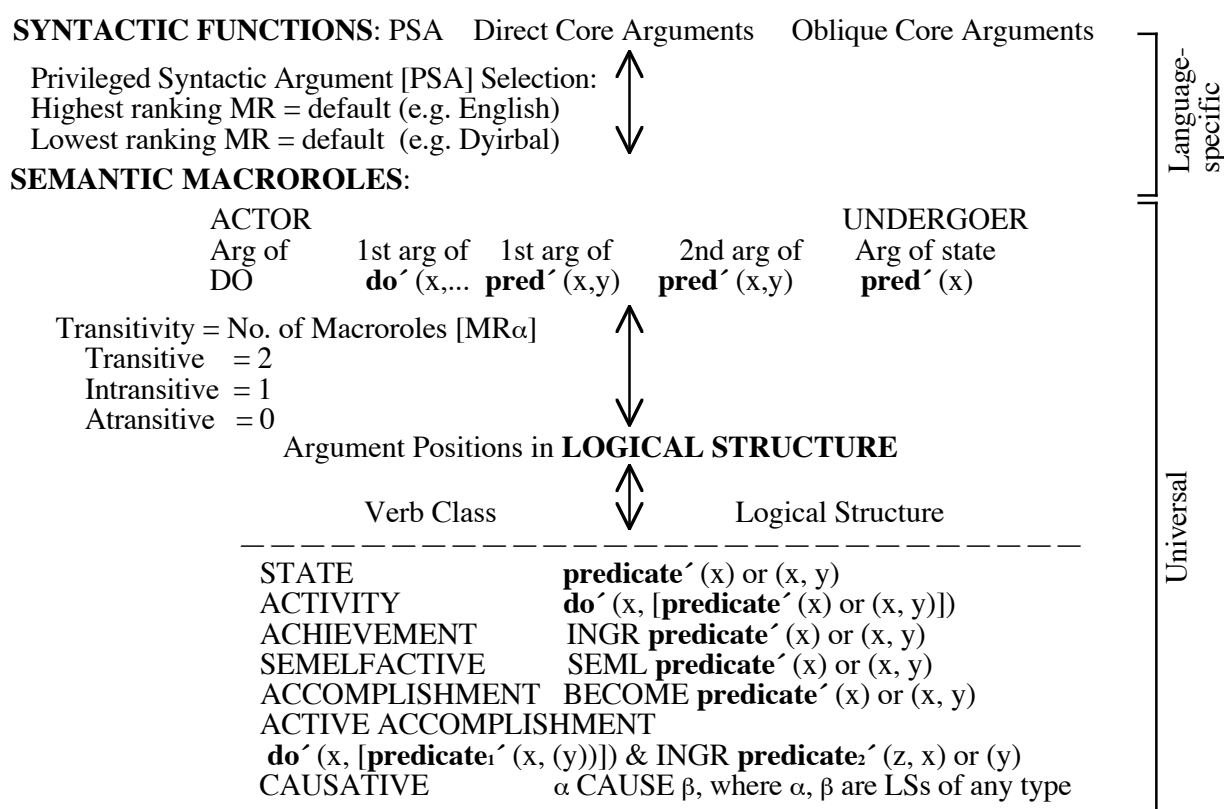 SYNTACTIC FUNCTIONS: PSA Direct Core Arguments Oblique Core Arguments
Privileged Syntactic Argument [PSA] Selection:
Highest ranking MR = default (e.g. English)
Lowest ranking MR = default (e.g. Dyirbal)
Language-
specific
SEMANTIC MACROROLES:
ACTOR UNDERGOER
Arg of 1st arg of 1st arg of 2nd arg of Arg of state
DO do´ (x,... pred´ (x,y) pred´ (x,y) pred´ (x)
Transitivity = No. of Macroroles [MRα]
Transitive = 2
Intransitive = 1
Atransitive = 0
Argument Positions in LOGICAL STRUCTURE
Verb Class Logical Structure
STATE predicate´ (x) or (x, y)
ACTIVITY do´ (x, [predicate´ (x) or (x, y)])
ACHIEVEMENT INGR predicate´ (x) or (x, y)
SEMELFACTIVE SEML predicate´ (x) or (x, y)
ACCOMPLISHMENT BECOME predicate´ (x) or (x, y)
ACTIVE ACCOMPLISHMENT
do´ (x, [predicate₁´ (x, (y))]) & INGR predicate₂´ (z, x) or (y)
CAUSATIVE α CAUSE β, where α, β are LSs of any type
Universal